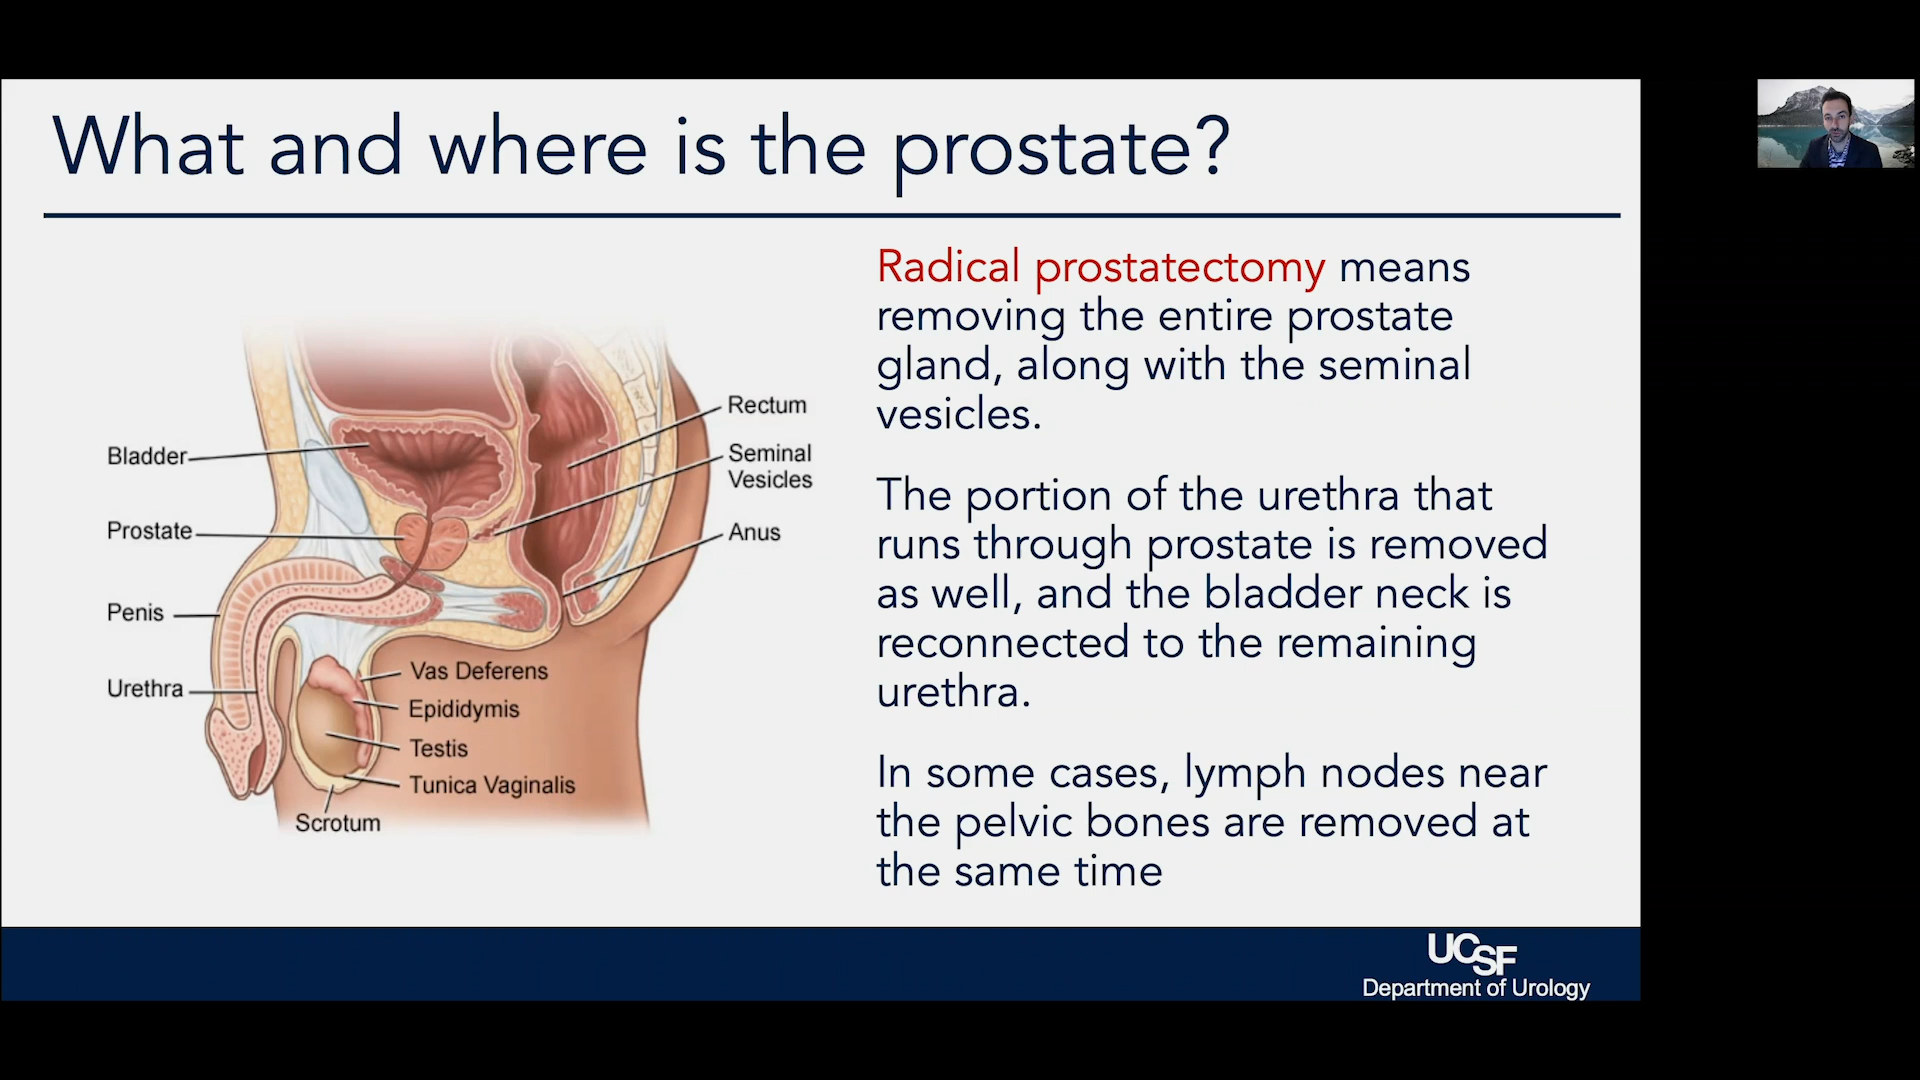 What and where is the prostate?
Radical prostatectomy means
removing the entire prostate
gland, along with the seminal
vesicles.
The portion of the urethra that
runs through prostate is removed
as well, and the bladder neck is
reconnected to the remaining
urethra.
In some cases, lymph nodes near
the pelvic bones are removed at
the same time
Bladder
Prostate
Penis
Urethra
Rectum
Seminal
Vesicles
Anus
Vas Deferens
Epididymis
Testis
Tunica Vaginalis
Scrotum
UCSF
Department of Urology